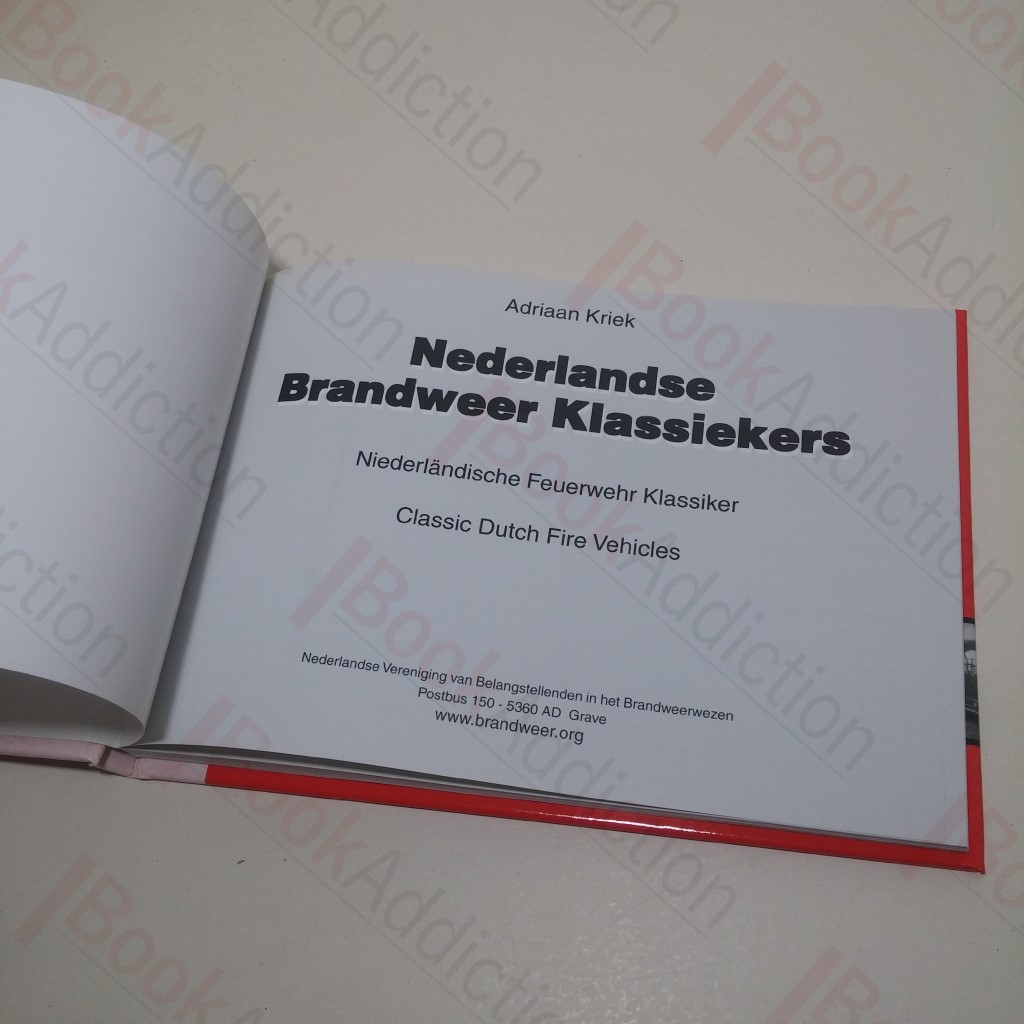 Adriaan Kriek
Nederlandse
Brandweer Klassiekers
Niederländische Feuerwehr Klassiker
Classic Dutch Fire Vehicles
Nederlandse Vereniging van Belangstellenden in het Brandweerwezen
Postbus 150 - 5360 AD Grave
www.brandweer.org
BookAddiction